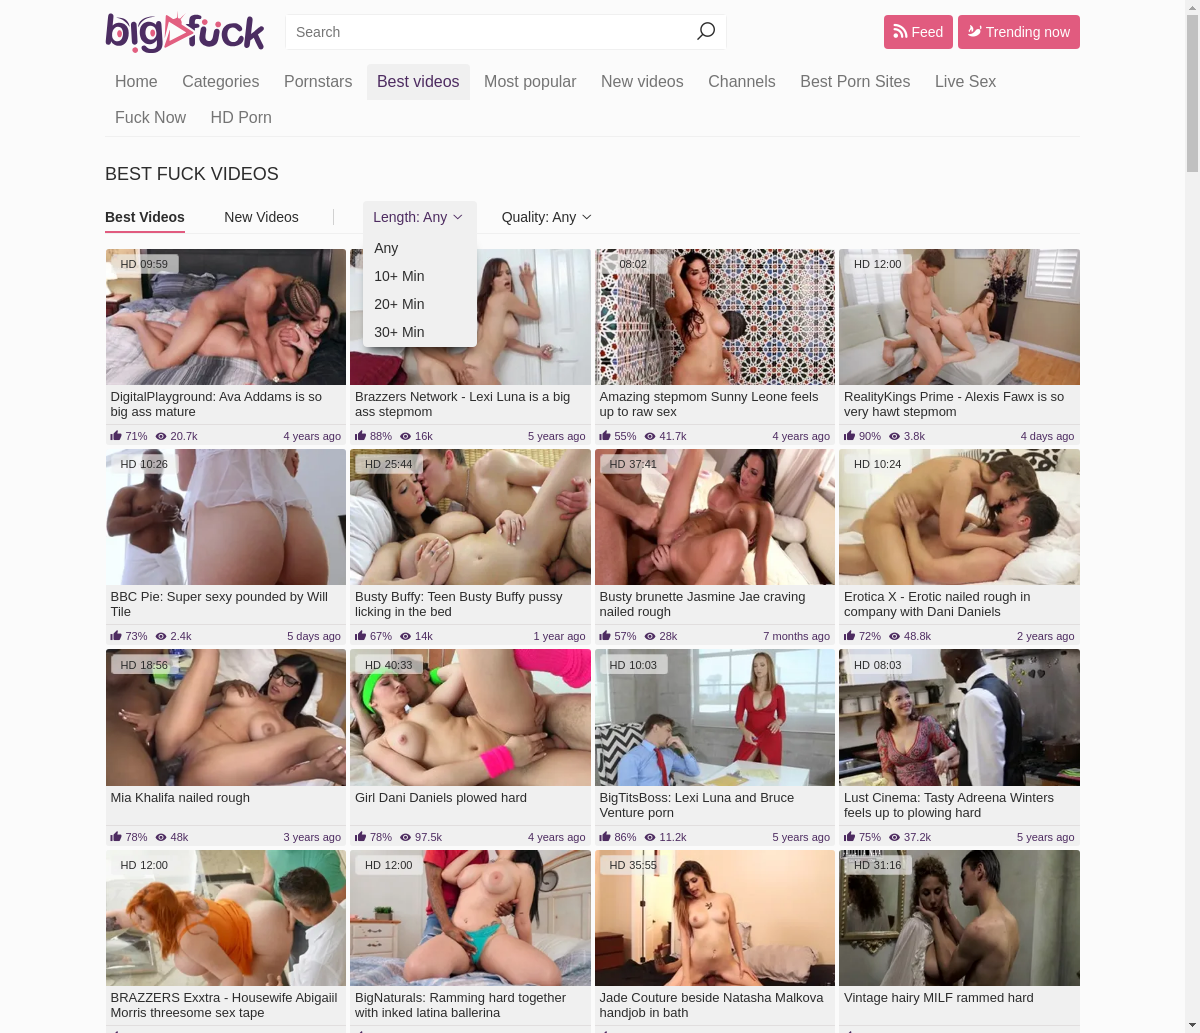 big fuck
Search
Feed
Trending now
Home
Categories
Pornstars
Best videos
Most popular
New videos
Channels
Best Porn Sites
Live Sex
Fuck Now
HD Porn
BEST FUCK VIDEOS
Best Videos
New Videos
Length: Any
Quality: Any
Any
10+ Min
20+ Min
30+ Min
HD 09:59
08:02
HD 12:00
DigitalPlayground: Ava Addams is so
big ass mature
71% 20.7k 4 years ago
Brazzers Network - Lexi Luna is a big
ass stepmom
88% 16k 5 years ago
Amazing stepmom Sunny Leone feels
up to raw sex
55% 41.7k 4 years ago
RealityKings Prime - Alexis Fawx is so
very hawt stepmom
90% 3.8k 4 days ago
HD 10:26
HD 25:44
HD 37:41
HD 10:24
BBC Pie: Super sexy pounded by Will
Tile
73% 2.4k 5 days ago
Busty Buffy: Teen Busty Buffy pussy
licking in the bed
67% 14k 1 year ago
Busty brunette Jasmine Jae craving
nailed rough
57% 28k 7 months ago
Erotica X - Erotic nailed rough in
company with Dani Daniels
72% 48.8k 2 years ago
HD 18:56
HD 40:33
HD 10:03
HD 08:03
Mia Khalifa nailed rough
78% 48k 3 years ago
Girl Dani Daniels plowed hard
78% 97.5k 4 years ago
BigTitsBoss: Lexi Luna and Bruce
Venture porn
86% 11.2k 5 years ago
Lust Cinema: Tasty Adreena Winters
feels up to plowing hard
75% 37.2k 5 years ago
HD 12:00
HD 12:00
HD 35:55
HD 31:16
BRAZZERS Exxtra - Housewife Abigaiil
Morris threesome sex tape
BigNaturals: Ramming hard together
with inked latina ballerina
Jade Couture beside Natasha Malkova
handjob in bath
Vintage hairy MILF rammed hard